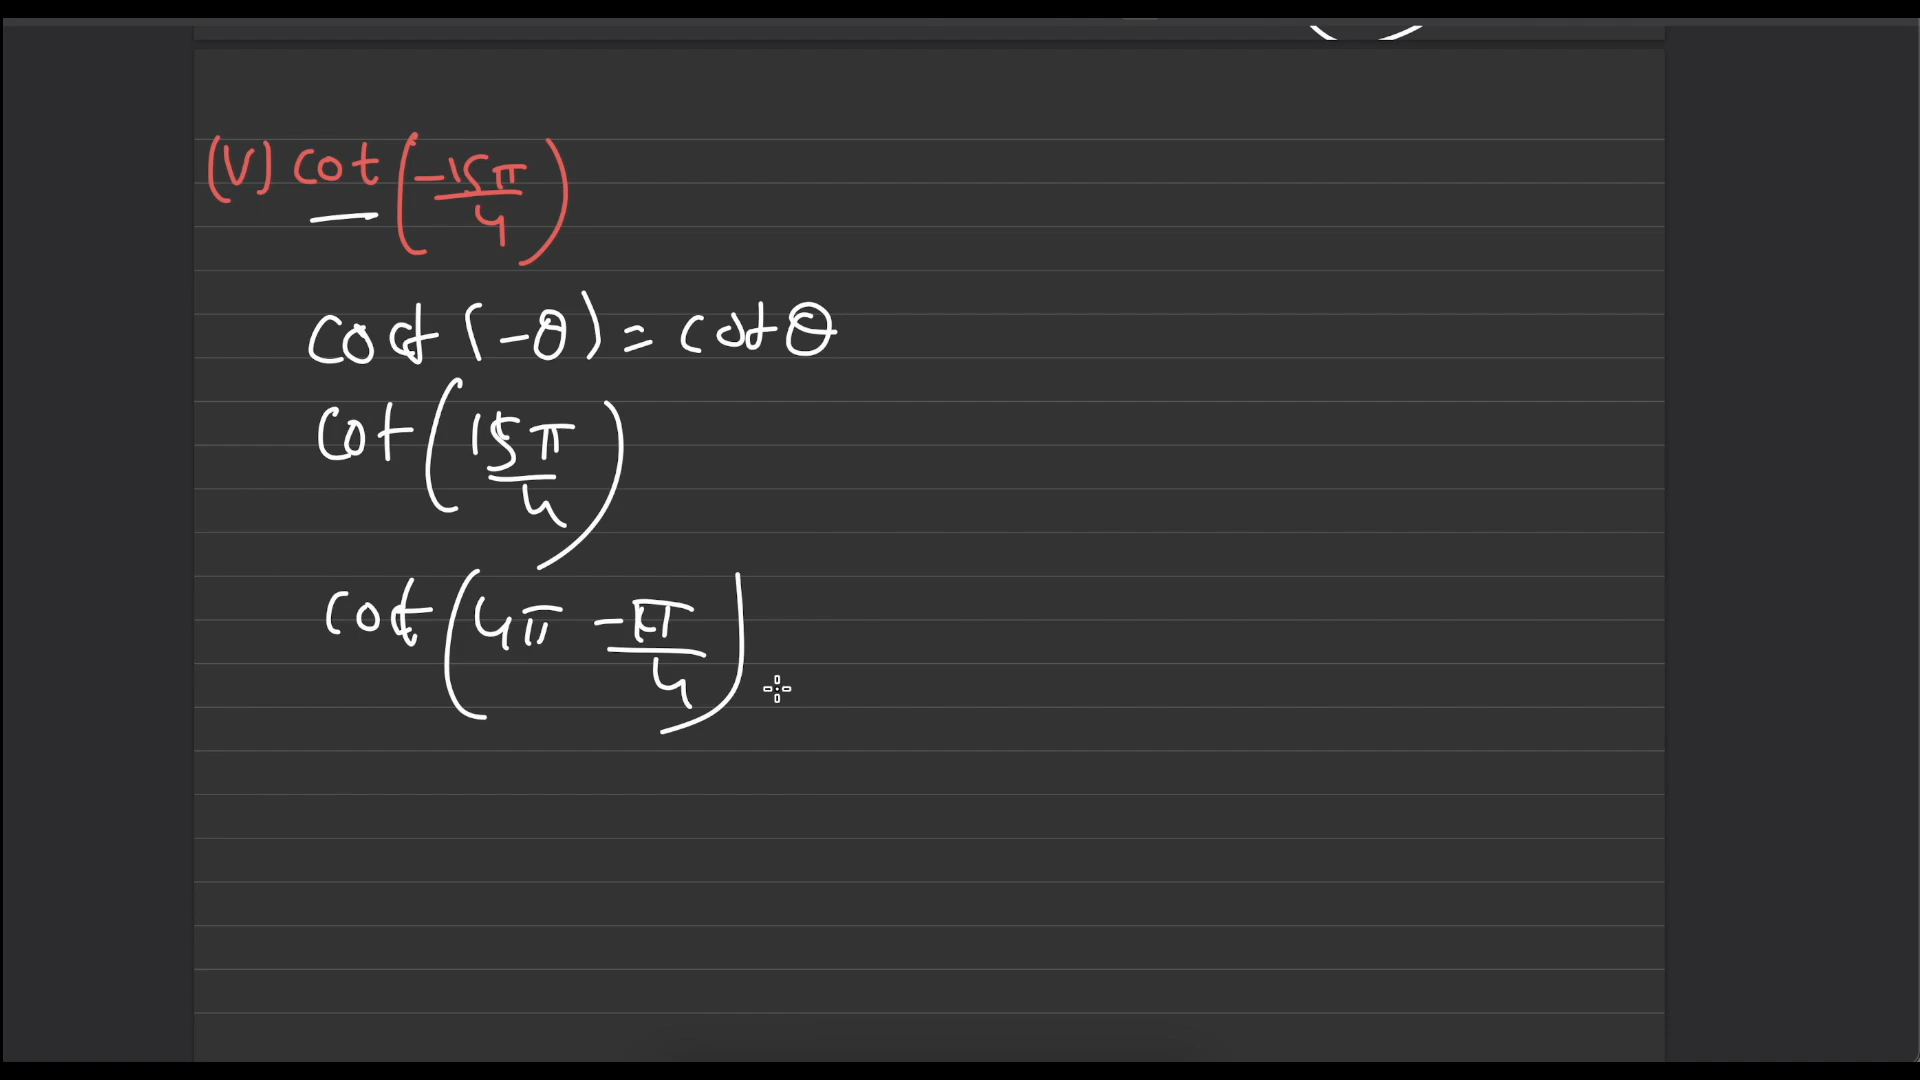 (V) cot (-15π/4)
cot (-θ) = cot θ
cot (15π/4)
cot (4π - π/4)